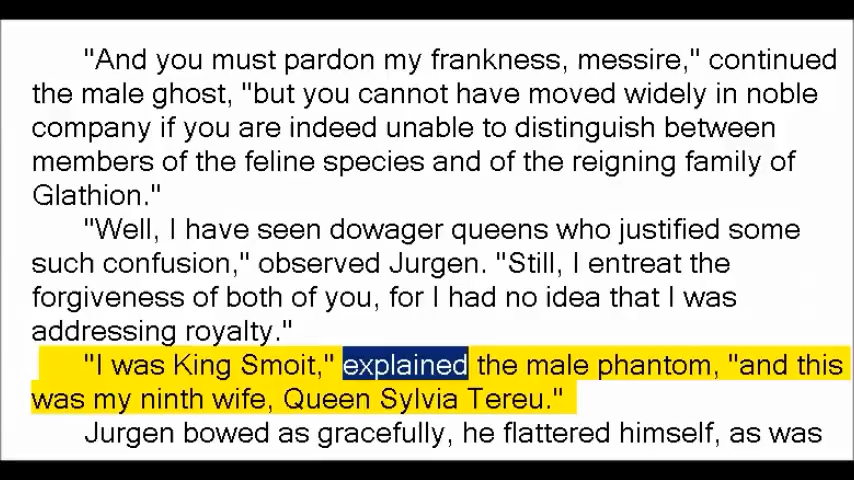 "And you must pardon my frankness, messire," continued
the male ghost, "but you cannot have moved widely in noble
company if you are indeed unable to distinguish between
members of the feline species and of the reigning family of
Glathion."
"Well, I have seen dowager queens who justified some
such confusion," observed Jurgen. "Still, I entreat the
forgiveness of both of you, for I had no idea that I was
addressing royalty."
"I was King Smoit," explained the male phantom, "and this
was my ninth wife, Queen Sylvia Tereu."
Jurgen bowed as gracefully, he flattered himself, as was